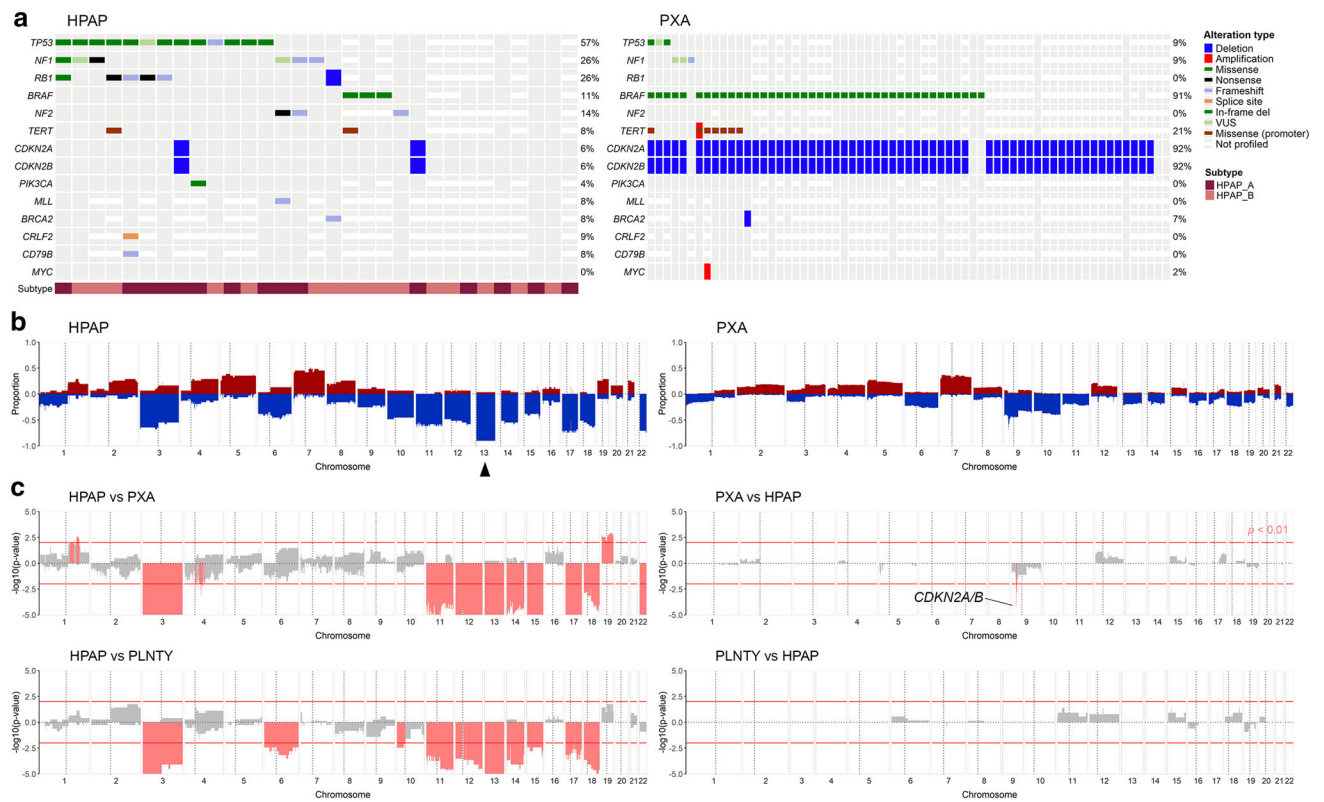 a
HPAP
PXA
TP53 57%
NF1 26%
RB1 26%
BRAF 11%
NF2 14%
TERT 8%
CDKN2A 6%
CDKN2B 6%
PIK3CA 4%
MLL 8%
BRCA2 8%
CRLF2 9%
CD79B 8%
MYC 0%
Subtype
TP53 9%
NF1 9%
RB1 0%
BRAF 91%
NF2 0%
TERT 21%
CDKN2A 92%
CDKN2B 92%
PIK3CA 0%
MLL 0%
BRCA2 7%
CRLF2 0%
CD79B 0%
MYC 2%
Alteration type
Deletion
Amplification
Missense
Nonsense
Frameshift
Splice site
In-frame del
VUS
Missense (promoter)
Not profiled
Subtype
HPAP_A
HPAP_B
b
HPAP
Proportion
1.0
0.5
0.0
-0.5
-1.0
1 2 3 4 5 6 7 8 9 10 11 12 13 14 15 16 17 18 19 20 21 22
Chromosome
PXA
Proportion
1.0
0.5
0.0
-0.5
-1.0
1 2 3 4 5 6 7 8 9 10 11 12 13 14 15 16 17 18 19 20 21 22
Chromosome
c
HPAP vs PXA
-log10(p-value)
5.0
2.5
0.0
-2.5
-5.0
1 2 3 4 5 6 7 8 9 10 11 12 13 14 15 16 17 18 19 20 21 22
Chromosome
PXA vs HPAP
p < 0.01
-log10(p-value)
5.0
2.5
0.0
-2.5
-5.0
CDKN2A/B
1 2 3 4 5 6 7 8 9 10 11 12 13 14 15 16 17 18 19 20 21 22
Chromosome
HPAP vs PLNTY
-log10(p-value)
5.0
2.5
0.0
-2.5
-5.0
1 2 3 4 5 6 7 8 9 10 11 12 13 14 15 16 17 18 19 20 21 22
Chromosome
PLNTY vs HPAP
-log10(p-value)
5.0
2.5
0.0
-2.5
-5.0
1 2 3 4 5 6 7 8 9 10 11 12 13 14 15 16 17 18 19 20 21 22
Chromosome